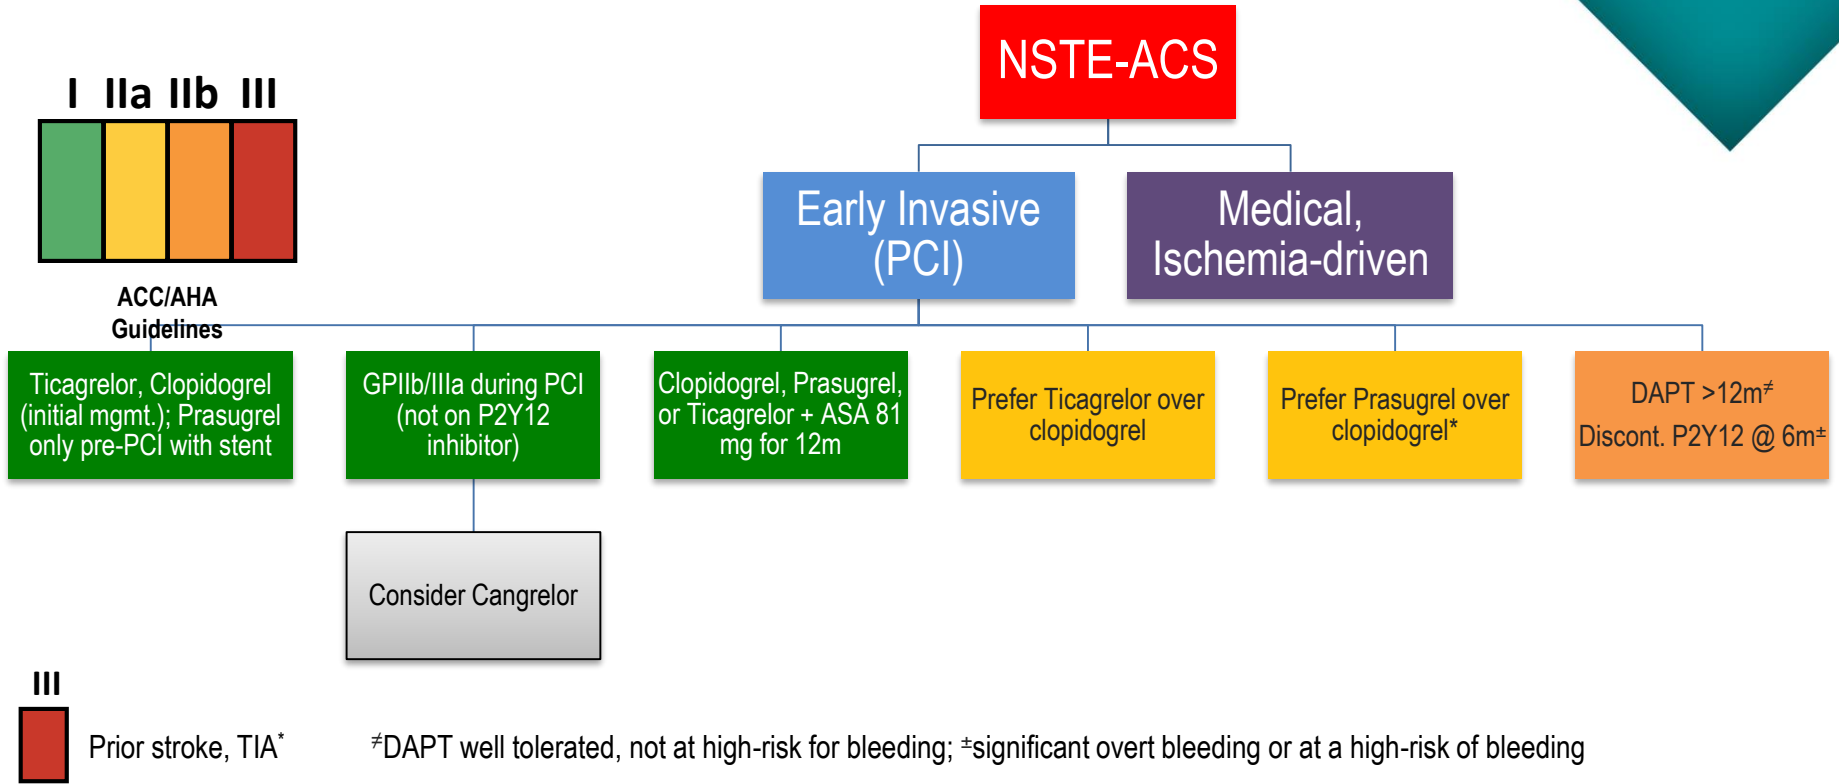 NSTE-ACS
I IIa IIb III
ACC/AHA
Guidelines
Early Invasive
(PCI)
Medical,
Ischemia-driven
Ticagrelor, Clopidogrel
(initial mgmt.); Prasugrel
only pre-PCI with stent
GPIIb/IIIa during PCI
(not on P2Y12
inhibitor)
Clopidogrel, Prasugrel,
or Ticagrelor + ASA 81
mg for 12m
Prefer Ticagrelor over
clopidogrel
Prefer Prasugrel over
clopidogrel*
DAPT >12m≠
Discont. P2Y12 @ 6m±
Consider Cangrelor
III
Prior stroke, TIA*
≠DAPT well tolerated, not at high-risk for bleeding; ±significant overt bleeding or at a high-risk of bleeding